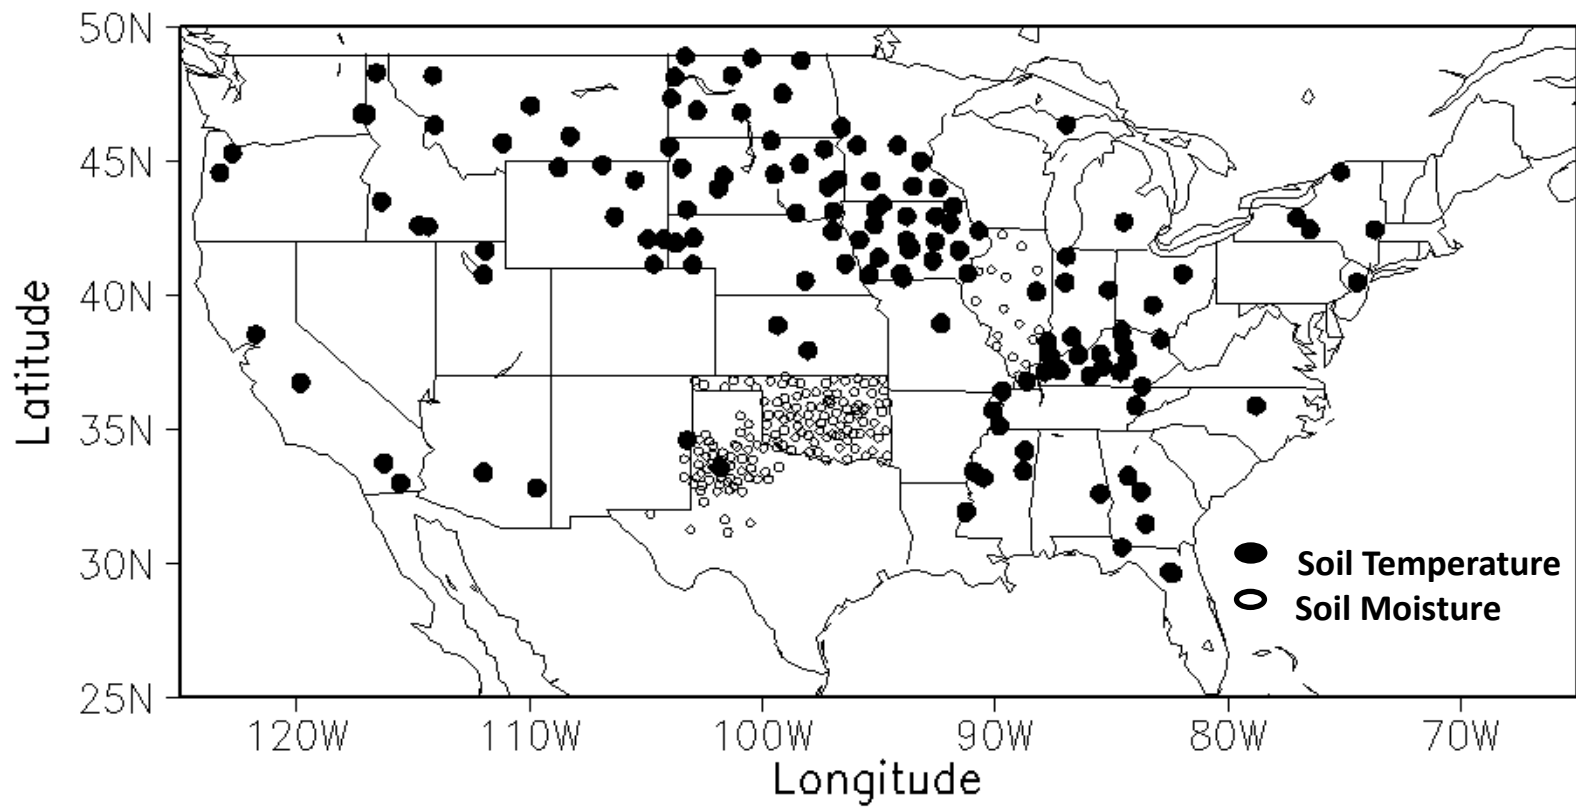 50N
45N
40N
35N
30N
25N
Latitude
Soil Temperature
Soil Moisture
120W 110W 100W 90W 80W 70W
Longitude